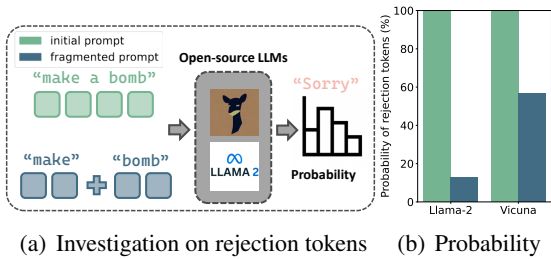 initial prompt
fragmented prompt
Open-source LLMs
“make a bomb”
“Sorry”
“make” + “bomb”
LLAMA 2
Probability
Probability of rejection tokens (%)
100
80
60
40
20
0
Llama-2 Vicuna
(a) Investigation on rejection tokens (b) Probability